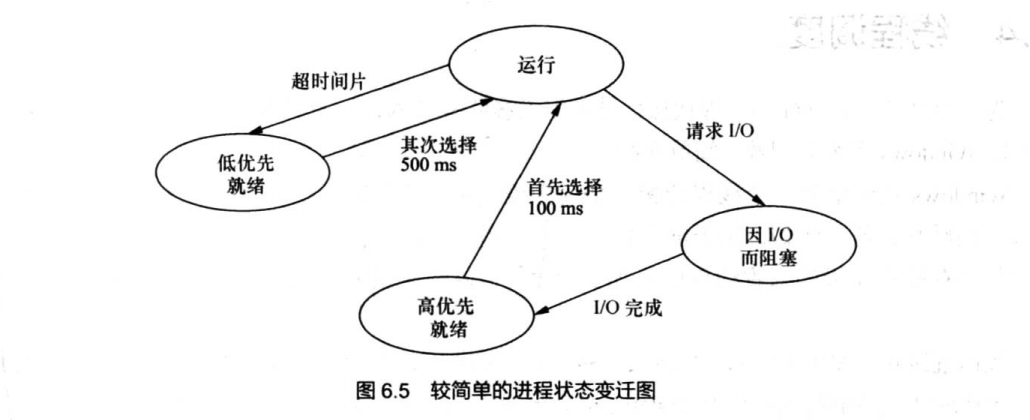 运行
超时间片
请求 I/O
其次选择
500 ms
低优先
就绪
首先选择
100 ms
因 I/O
而阻塞
高优先
就绪
I/O 完成
图 6.5 较简单的进程状态变迁图